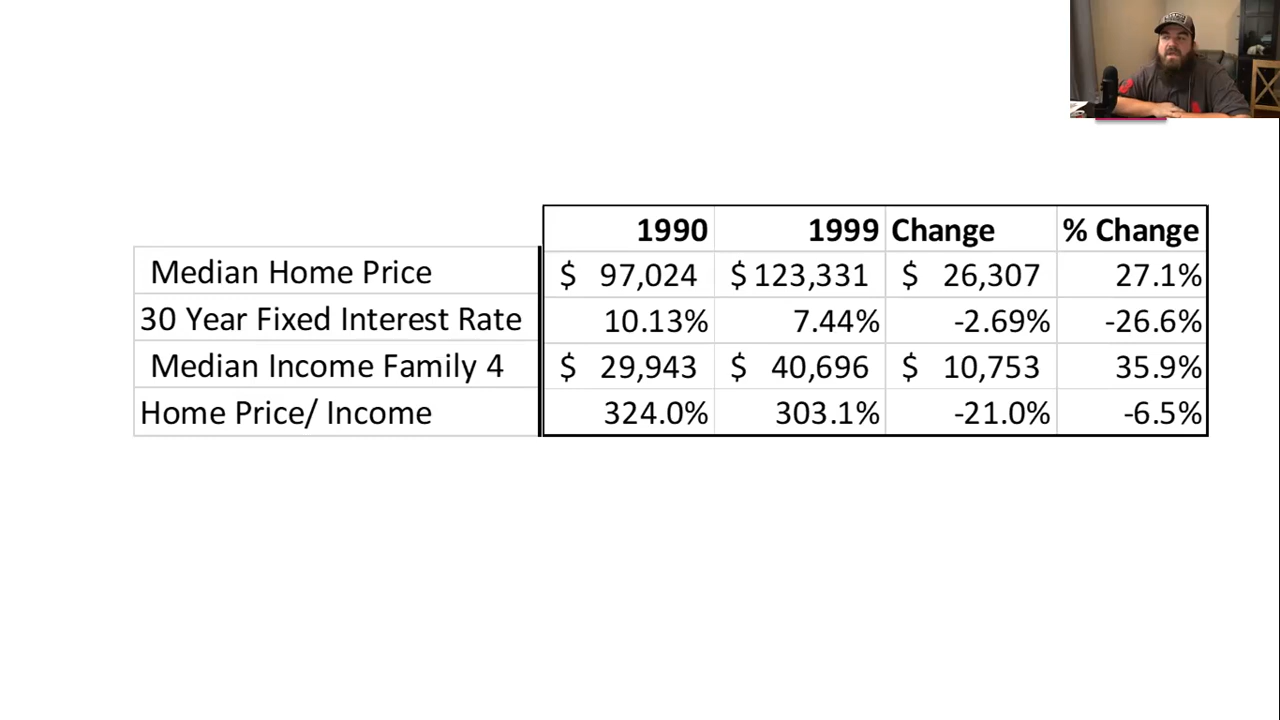 1990 1999 Change % Change
Median Home Price $ 97,024 $ 123,331 $ 26,307 27.1%
30 Year Fixed Interest Rate 10.13% 7.44% -2.69% -26.6%
Median Income Family 4 $ 29,943 $ 40,696 $ 10,753 35.9%
Home Price/ Income 324.0% 303.1% -21.0% -6.5%